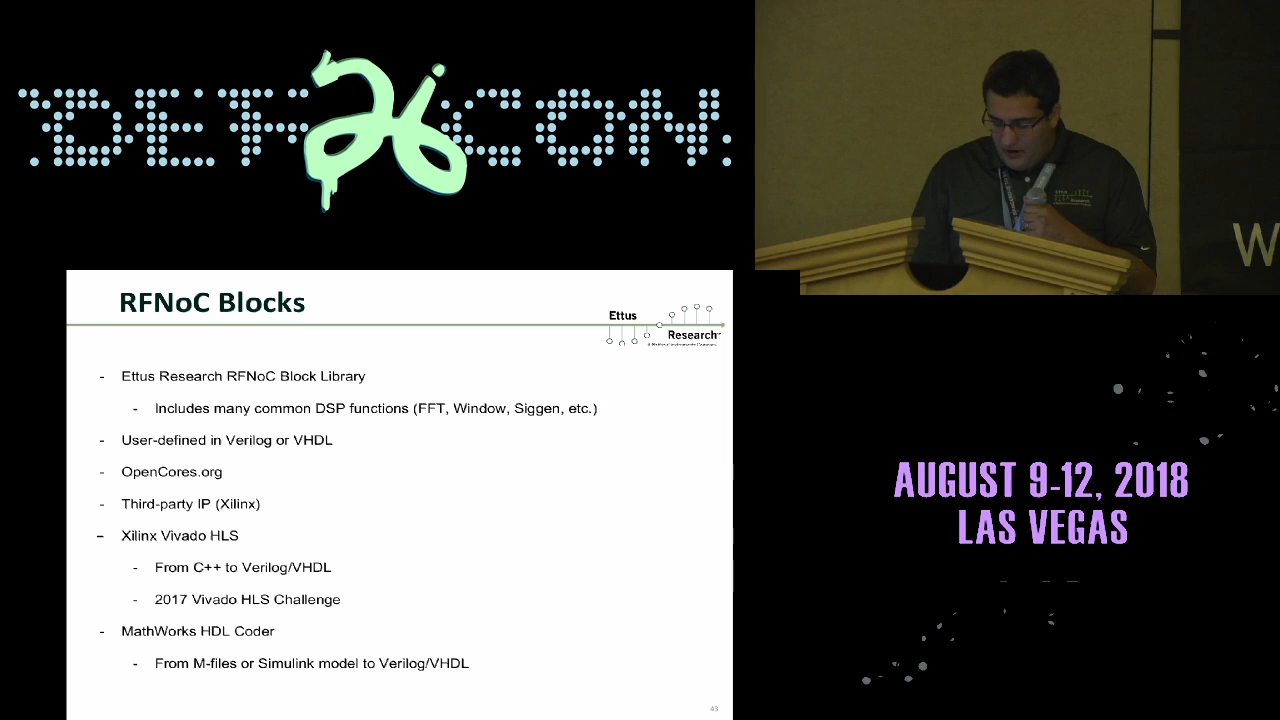 DEF 26 CON
W
RFNoC Blocks
Ettus
Research
- Ettus Research RFNoC Block Library
- Includes many common DSP functions (FFT, Window, Siggen, etc.)
- User-defined in Verilog or VHDL
- OpenCores.org
- Third-party IP (Xilinx)
- Xilinx Vivado HLS
- From C++ to Verilog/VHDL
- 2017 Vivado HLS Challenge
- MathWorks HDL Coder
- From M-files or Simulink model to Verilog/VHDL
43
AUGUST 9-12, 2018
LAS VEGAS